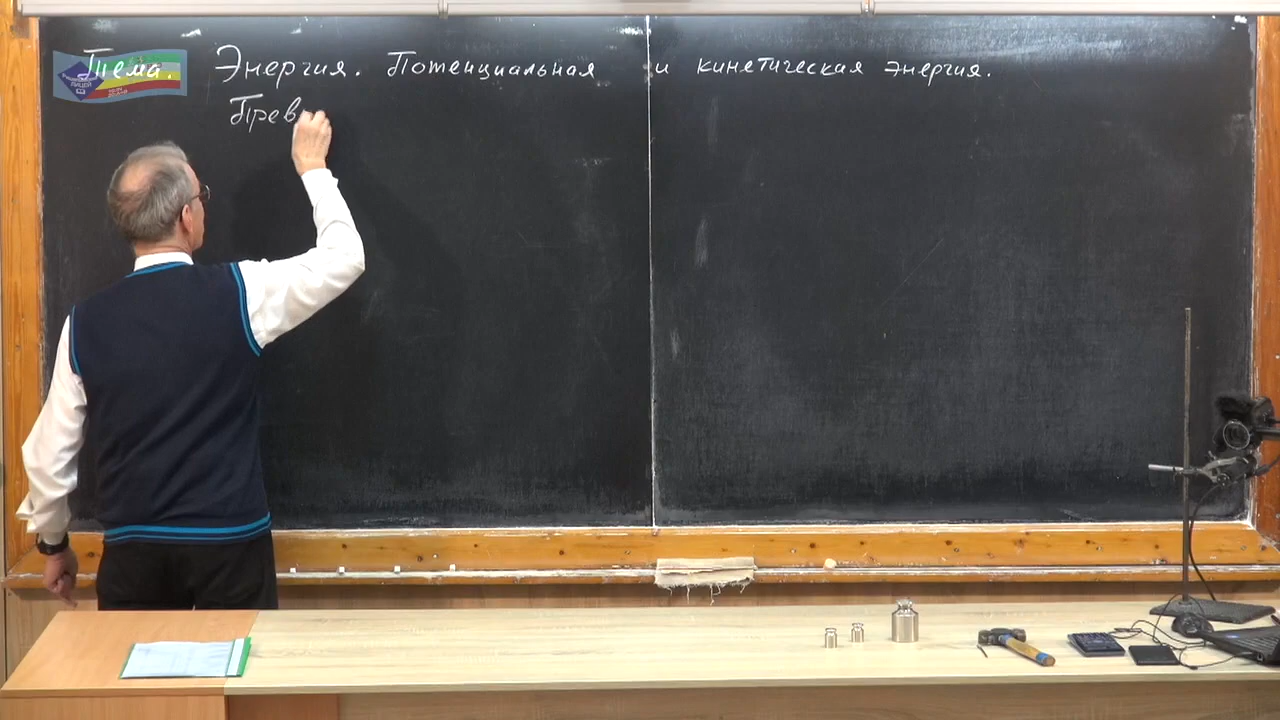 Тема. Энергия. Потенциальная и кинетическая энергия.
Прев